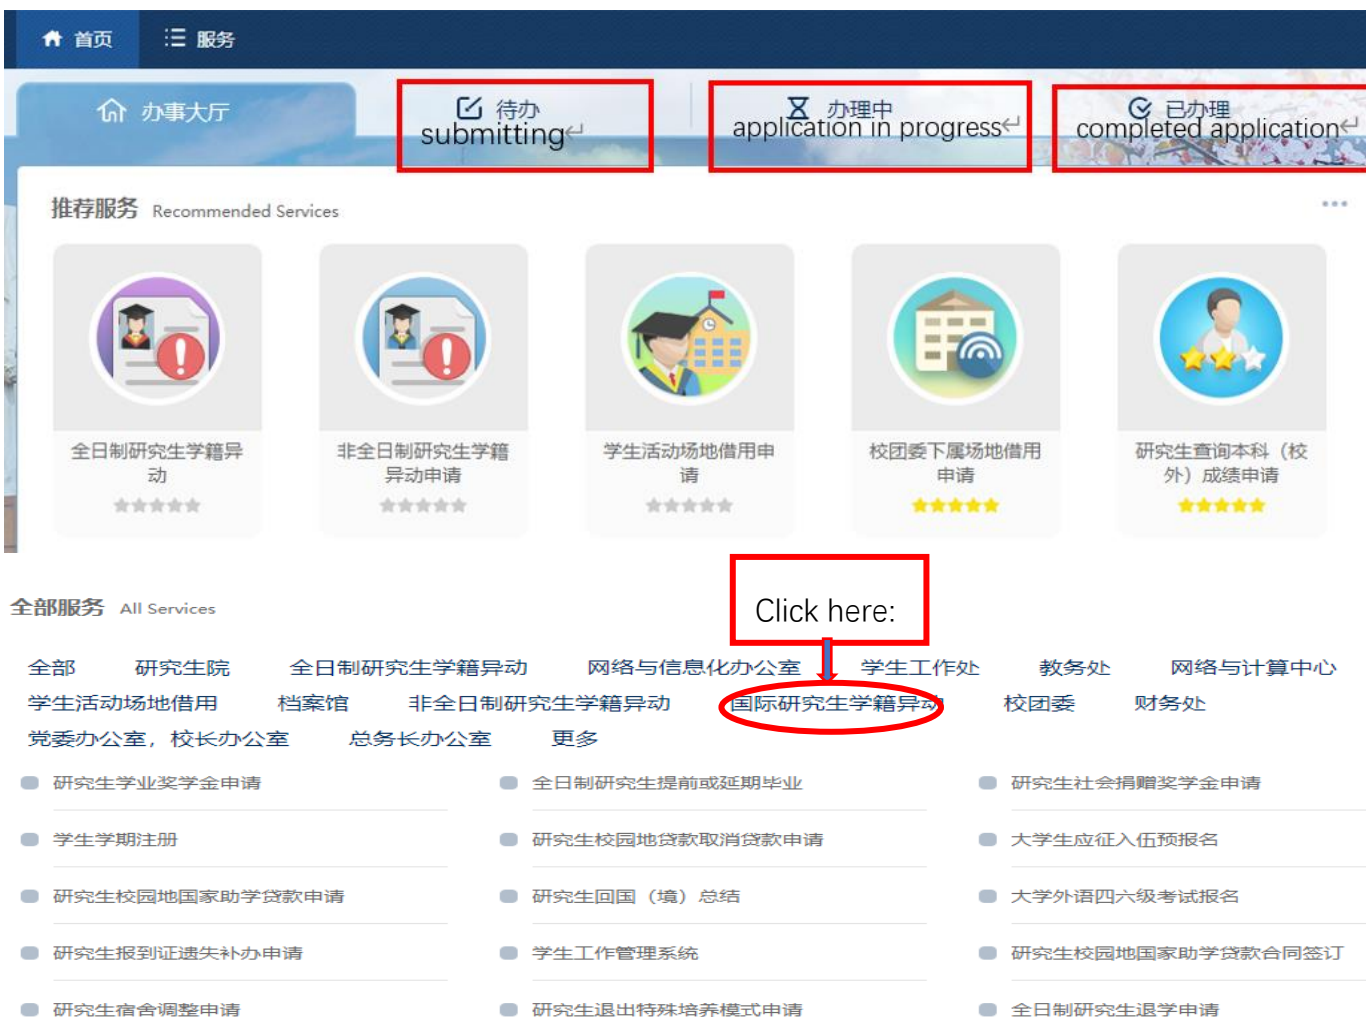 首页 服务
办事大厅 待办 办理中 已办理
submitting↵ application in progress↵ completed application↵
推荐服务 Recommended Services
全日制研究生学籍异
动
非全日制研究生学籍
异动申请
学生活动场地借用申
请
校团委下属场地借用
申请
研究生查询本科（校
外）成绩申请
Click here:
全部服务 All Services
全部 研究生院 全日制研究生学籍异动 网络与信息化办公室 学生工作处 教务处 网络与计算中心
学生活动场地借用 档案馆 非全日制研究生学籍异动 国际研究生学籍异动 校团委 财务处
党委办公室，校长办公室 总务长办公室 更多
研究生学业奖学金申请 全日制研究生提前或延期毕业 研究生社会捐赠奖学金申请
学生学期注册 研究生校园地贷款取消贷款申请 大学生应征入伍预报名
研究生校园地国家助学贷款申请 研究生回国（境）总结 大学外语四六级考试报名
研究生报到证遗失补办申请 学生工作管理系统 研究生校园地国家助学贷款合同签订
研究生宿舍调整申请 研究生退出特殊培养模式申请 全日制研究生退学申请